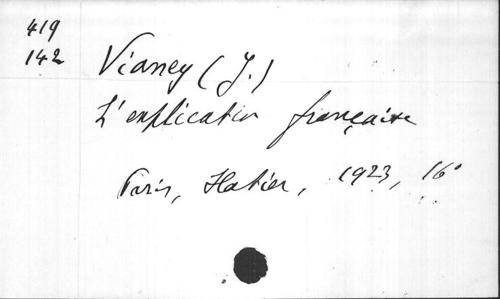 419
142
Vianey (J.)
L'explication française
Paris, Hatier, 1923, 16°